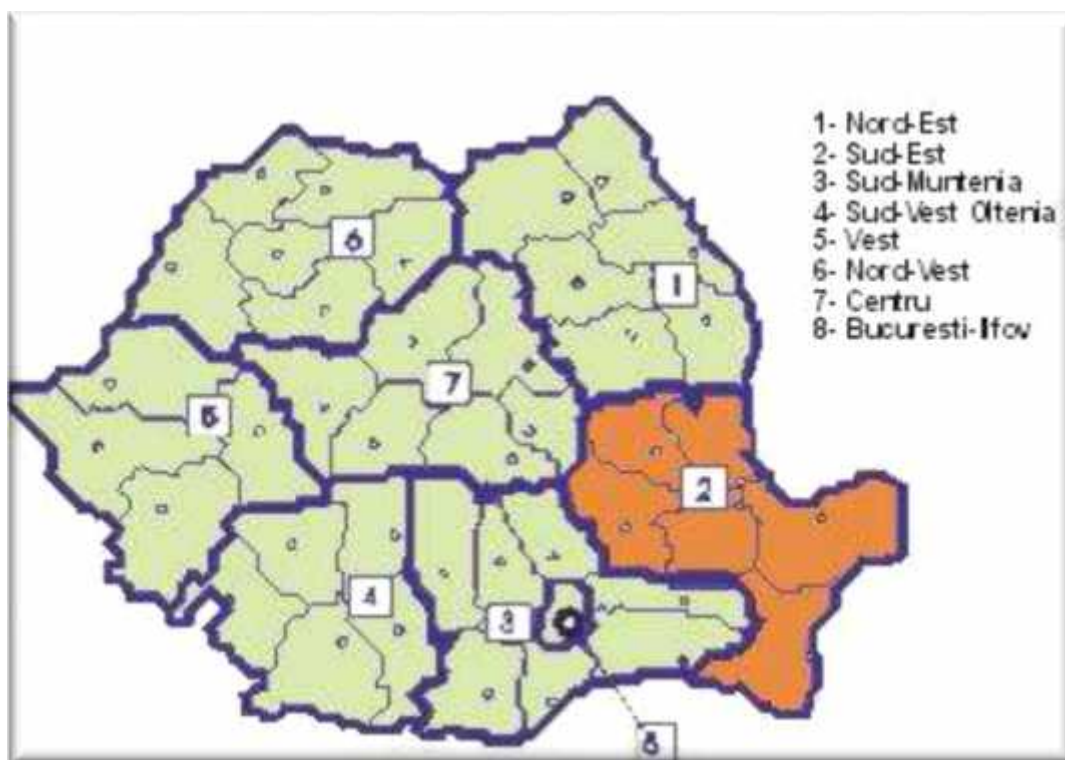 1- Nord-Est
2- Sud-Est
3- Sud-Muntenia
4- Sud-Vest Oltenia
5- Vest
6- Nord-Vest
7- Centru
8- Bucuresti-Ilfov
6
1
7
5
2
4
3
8